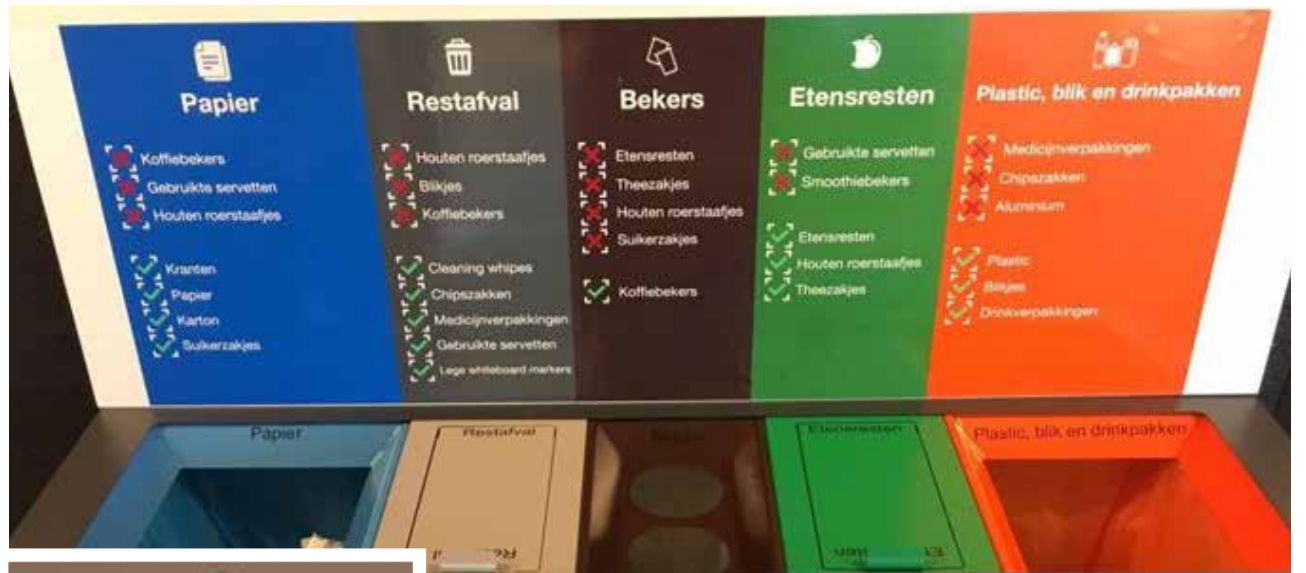 Papier
Koffiebekers
Gebruikte servetten
Houten roerstaafjes
Kranten
Papier
Karton
Suikerzakjes
Restafval
Houten roerstaafjes
Blikjes
Koffiebekers
Cleaning whipes
Chipszakken
Medicijnverpakkingen
Gebruikte servetten
Lege whiteboard markers
Bekers
Etensresten
Theezakjes
Houten roerstaafjes
Suikerzakjes
Koffiebekers
Etensresten
Gebruikte servetten
Smoothiebekers
Etensresten
Houten roerstaafjes
Theezakjes
Plastic, blik en drinkpakken
Medicijnverpakkingen
Chipszakken
Aluminium
Plastic
Blikjes
Drinkverpakkingen
Papier
Restafval
Etensresten
Plastic, blik en drinkpakken